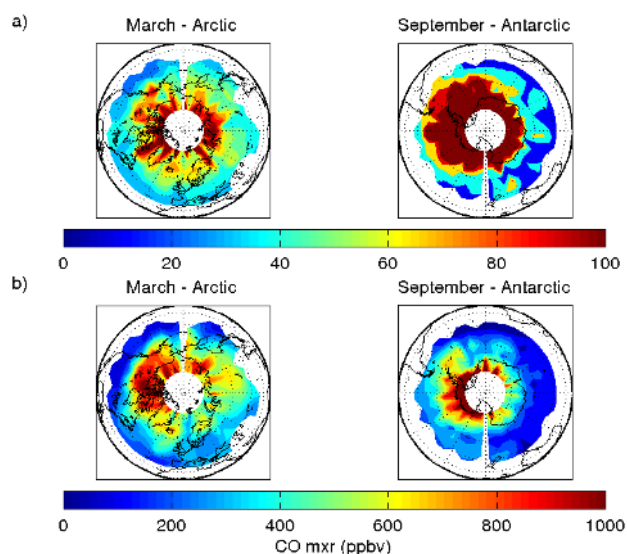 a)
March - Arctic
September - Antarctic
0 20 40 60 80 100
b)
March - Arctic
September - Antarctic
0 200 400 600 800 1000
CO mxr (ppbv)